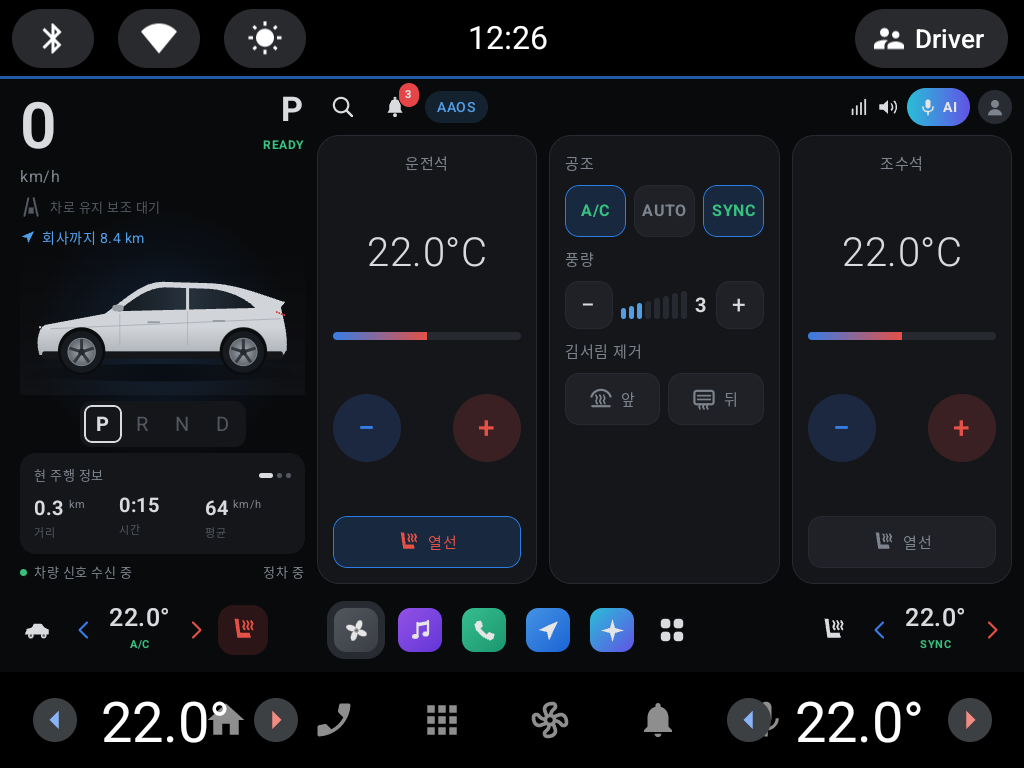 12:26
Driver
0
P
READY
km/h
차로 유지 보조 대기
회사까지 8.4 km
3
AAOS
AI
운전석
22.0°C
열선
공조
A/C
AUTO
SYNC
풍량
−
3
+
김서림 제거
앞
뒤
조수석
22.0°C
열선
P R N D
현 주행 정보
0.3 km
0:15
64 km/h
거리
시간
평균
차량 신호 수신 중
정차 중
22.0°
A/C
22.0°
SYNC
22.0°
22.0°